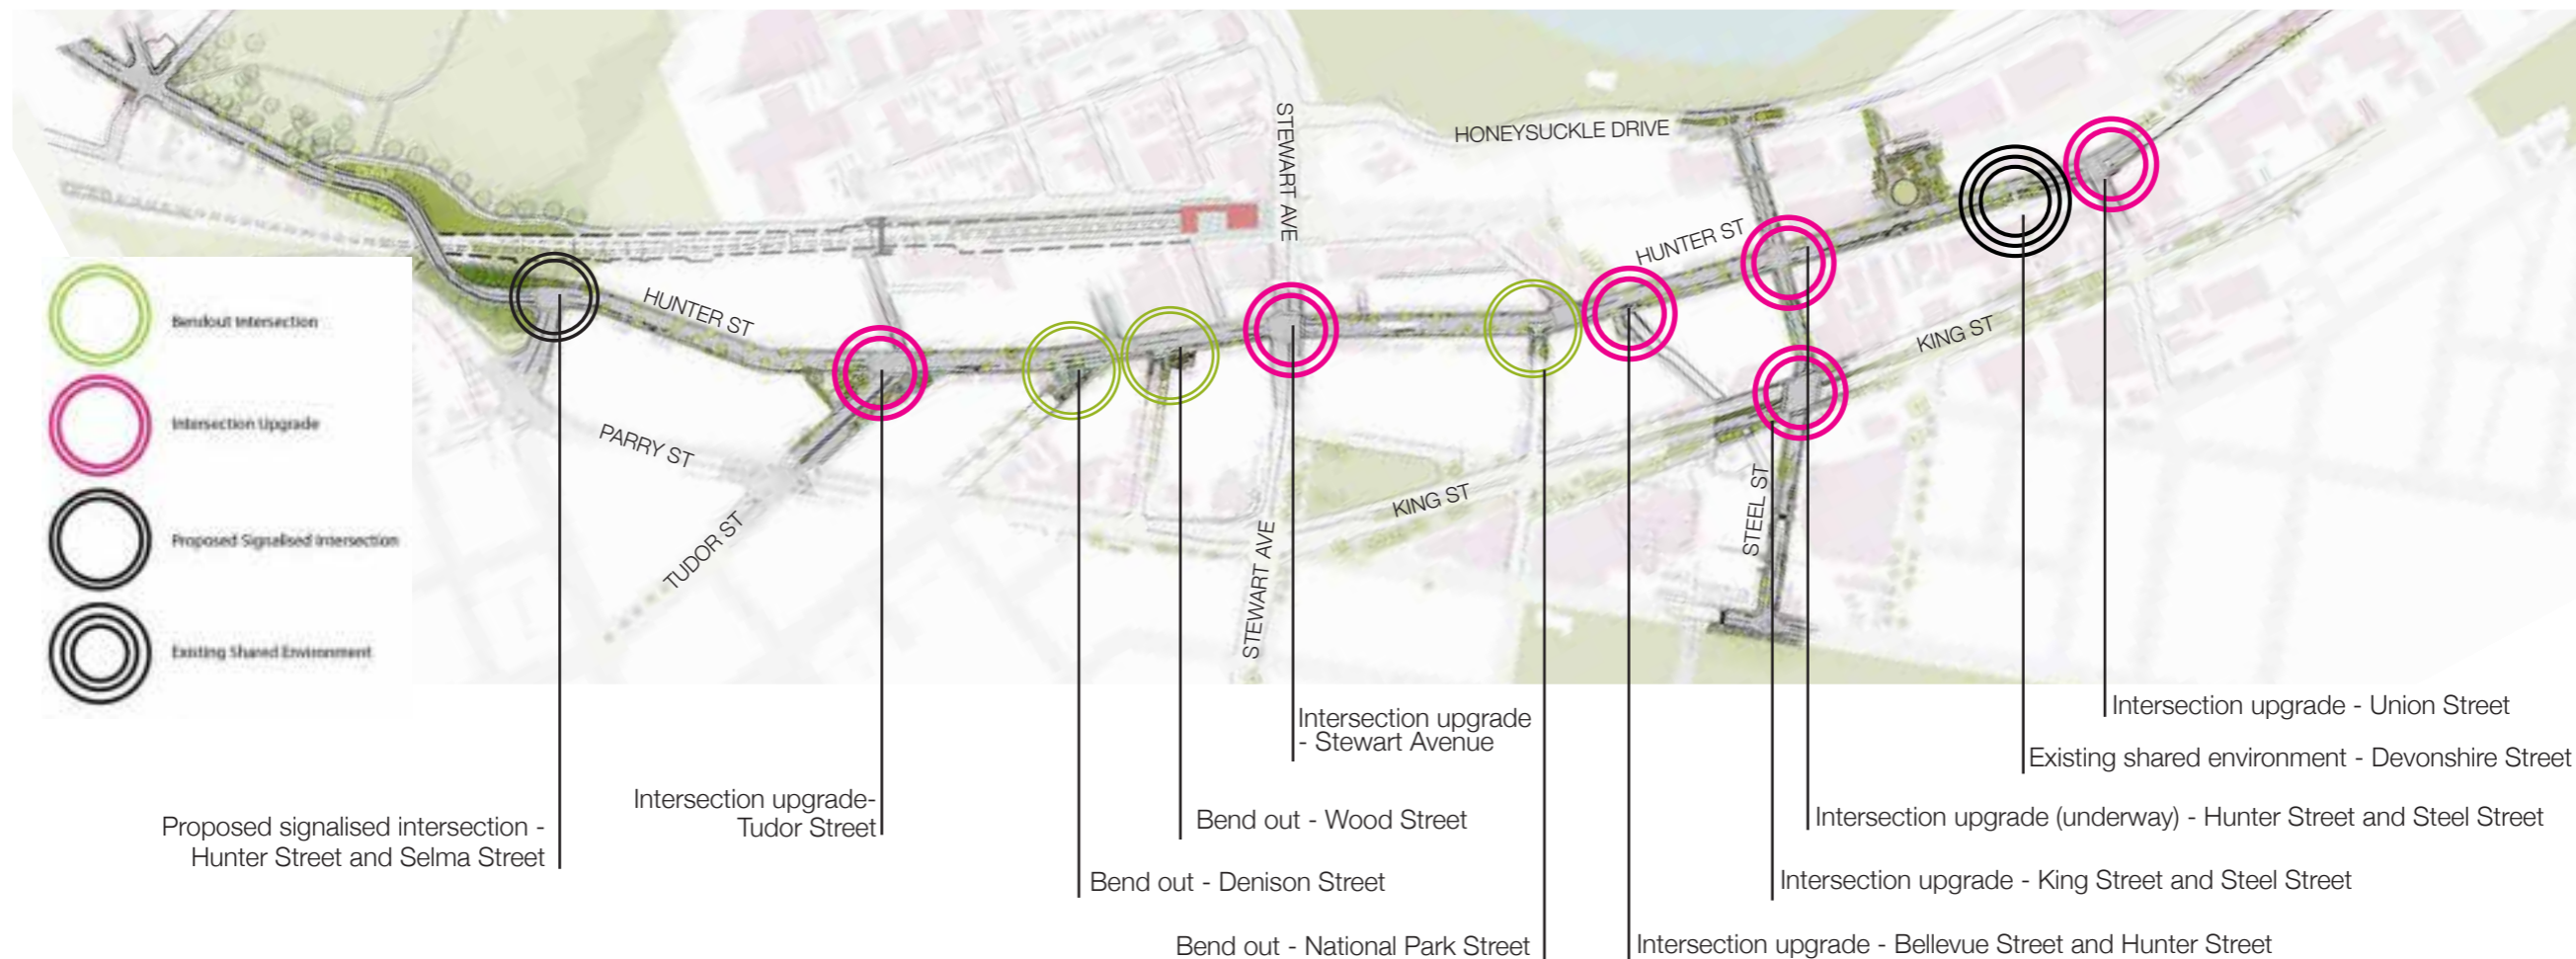 STEWART AVE
HONEYSUCKLE DRIVE
HUNTER ST
HUNTER ST
KING ST
PARRY ST
KING ST
STEEL ST
TUDOR ST
STEWART AVE
Bendout Intersection
Intersection Upgrade
Proposed Signalised Intersection
Existing Shared Environment
Proposed signalised intersection -
Hunter Street and Selma Street
Intersection upgrade-
Tudor Street
Bend out - Denison Street
Bend out - Wood Street
Intersection upgrade
- Stewart Avenue
Bend out - National Park Street
Intersection upgrade - Bellevue Street and Hunter Street
Intersection upgrade - King Street and Steel Street
Intersection upgrade (underway) - Hunter Street and Steel Street
Existing shared environment - Devonshire Street
Intersection upgrade - Union Street